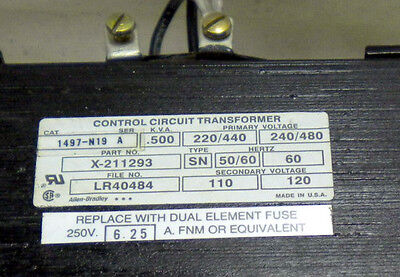 CONTROL CIRCUIT TRANSFORMER
CAT SER K.V.A. PRIMARY VOLTAGE
1497-N19 A .500 220/440 240/480
PART NO. TYPE HERTZ
X-211293 SN 50/60 60
FILE NO. SECONDARY VOLTAGE
LR40484 110 120
Allen-Bradley MADE IN U.S.A.
REPLACE WITH DUAL ELEMENT FUSE
250V. 6.25 A. FNM OR EQUIVALENT